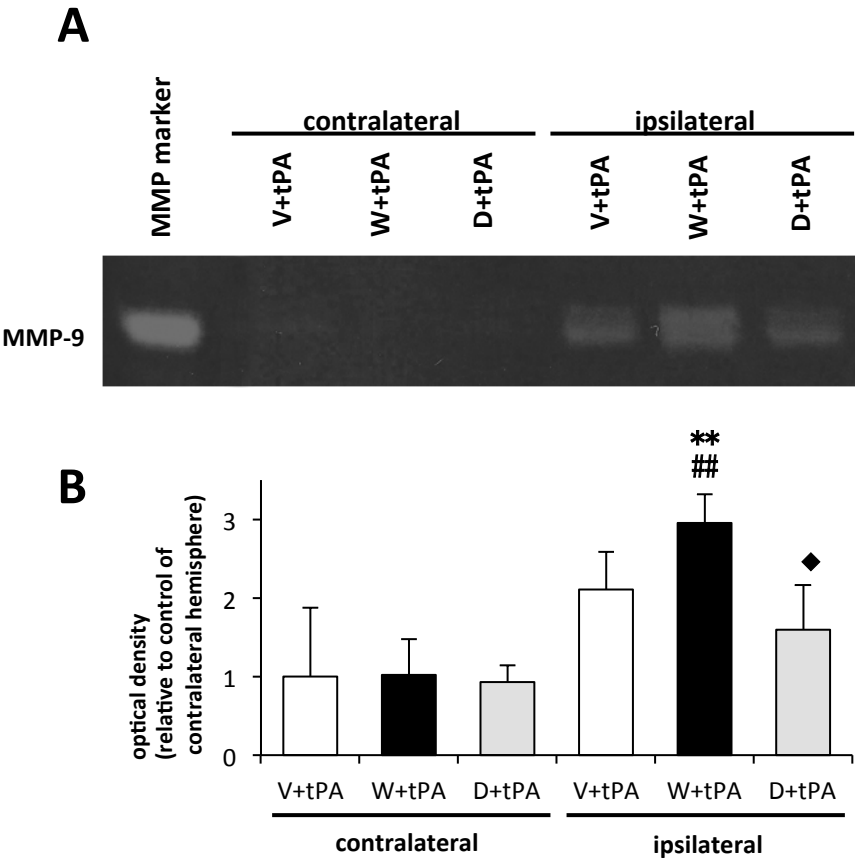 A
MMP marker
contralateral
ipsilateral
V+tPA
W+tPA
D+tPA
V+tPA
W+tPA
D+tPA
MMP-9
B
optical density
(relative to control of
contralateral hemisphere)
3
2
1
0
**
##
◆
V+tPA
W+tPA
D+tPA
V+tPA
W+tPA
D+tPA
contralateral
ipsilateral